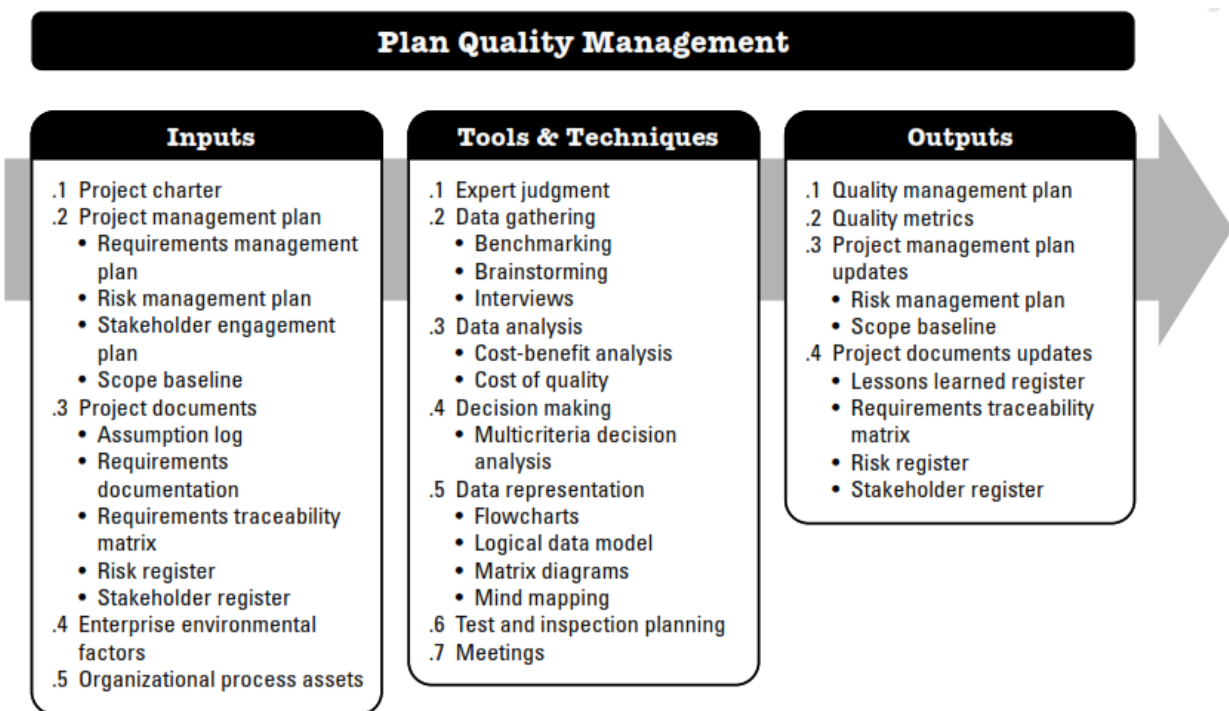 Plan Quality Management
Inputs
.1 Project charter
.2 Project management plan
• Requirements management
plan
• Risk management plan
• Stakeholder engagement
plan
• Scope baseline
.3 Project documents
• Assumption log
• Requirements
documentation
• Requirements traceability
matrix
• Risk register
• Stakeholder register
.4 Enterprise environmental
factors
.5 Organizational process assets
Tools & Techniques
.1 Expert judgment
.2 Data gathering
• Benchmarking
• Brainstorming
• Interviews
.3 Data analysis
• Cost-benefit analysis
• Cost of quality
.4 Decision making
• Multicriteria decision
analysis
.5 Data representation
• Flowcharts
• Logical data model
• Matrix diagrams
• Mind mapping
.6 Test and inspection planning
.7 Meetings
Outputs
.1 Quality management plan
.2 Quality metrics
.3 Project management plan
updates
• Risk management plan
• Scope baseline
.4 Project documents updates
• Lessons learned register
• Requirements traceability
matrix
• Risk register
• Stakeholder register